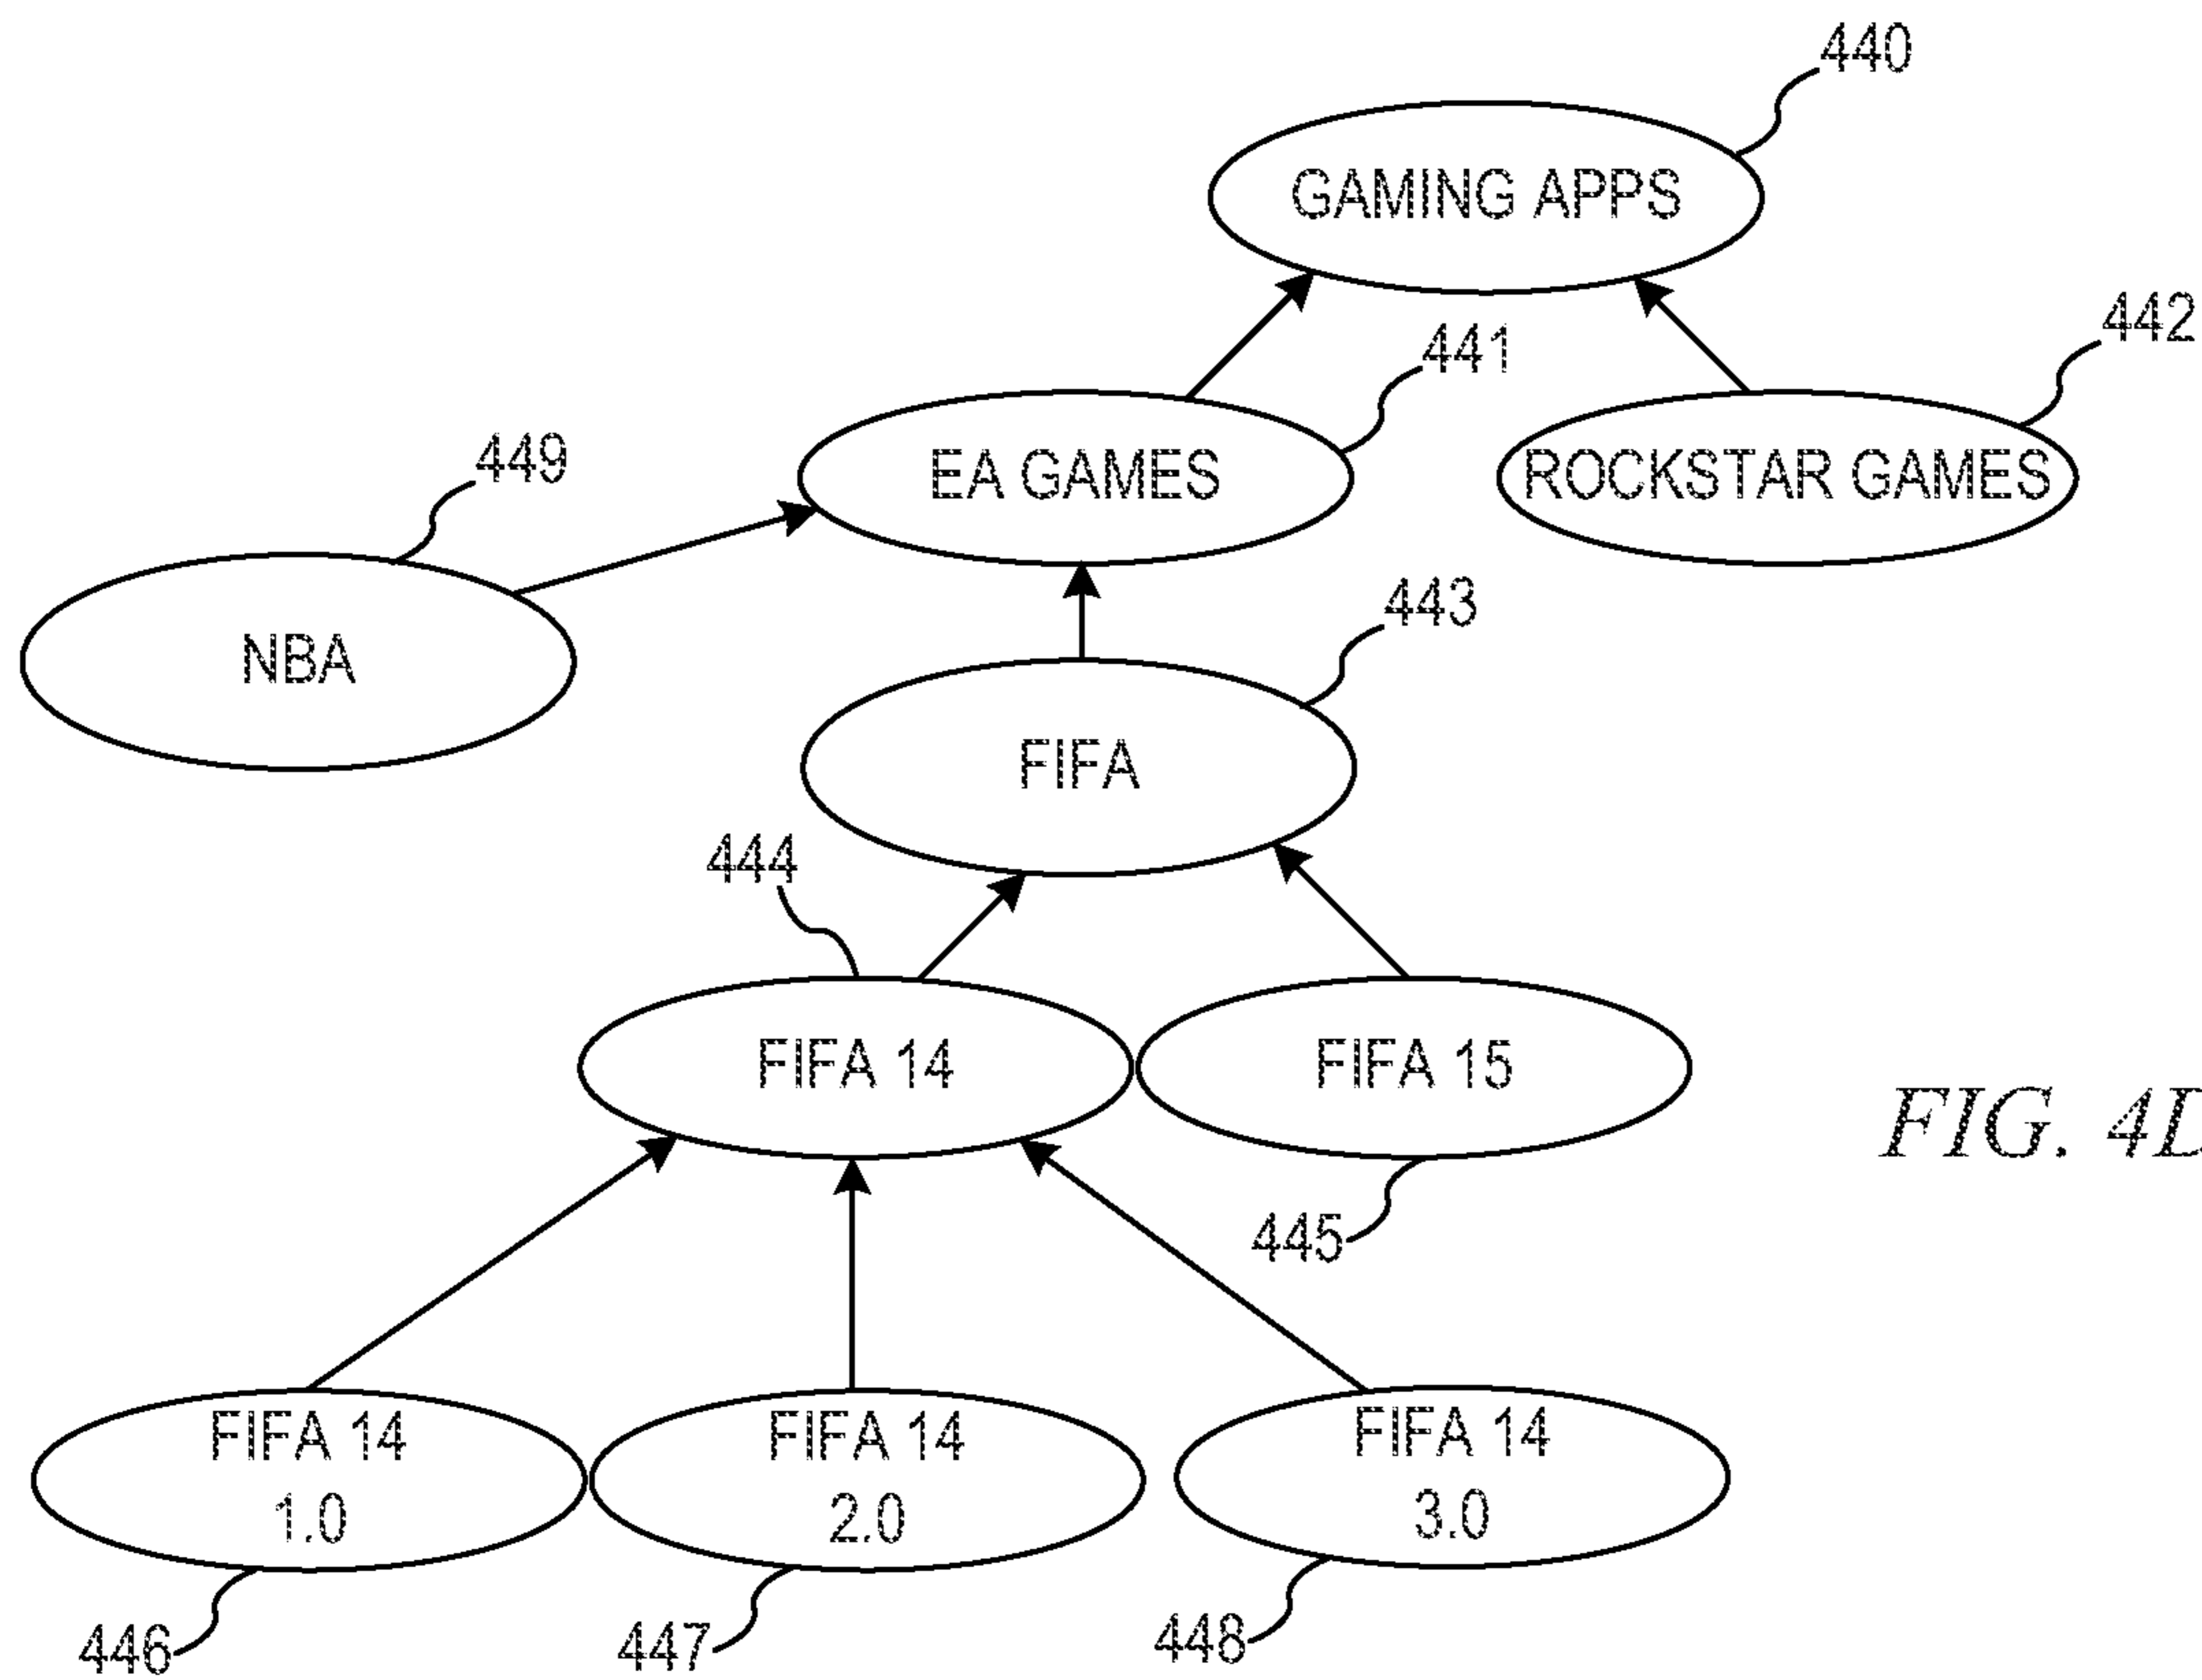 440
GAMING APPS
442
441
EA GAMES
ROCKSTAR GAMES
449
NBA
443
FIFA
444
FIFA 14
FIFA 15
FIG. 4D
445
FIFA 14
1.0
FIFA 14
2.0
FIFA 14
3.0
446
447
448